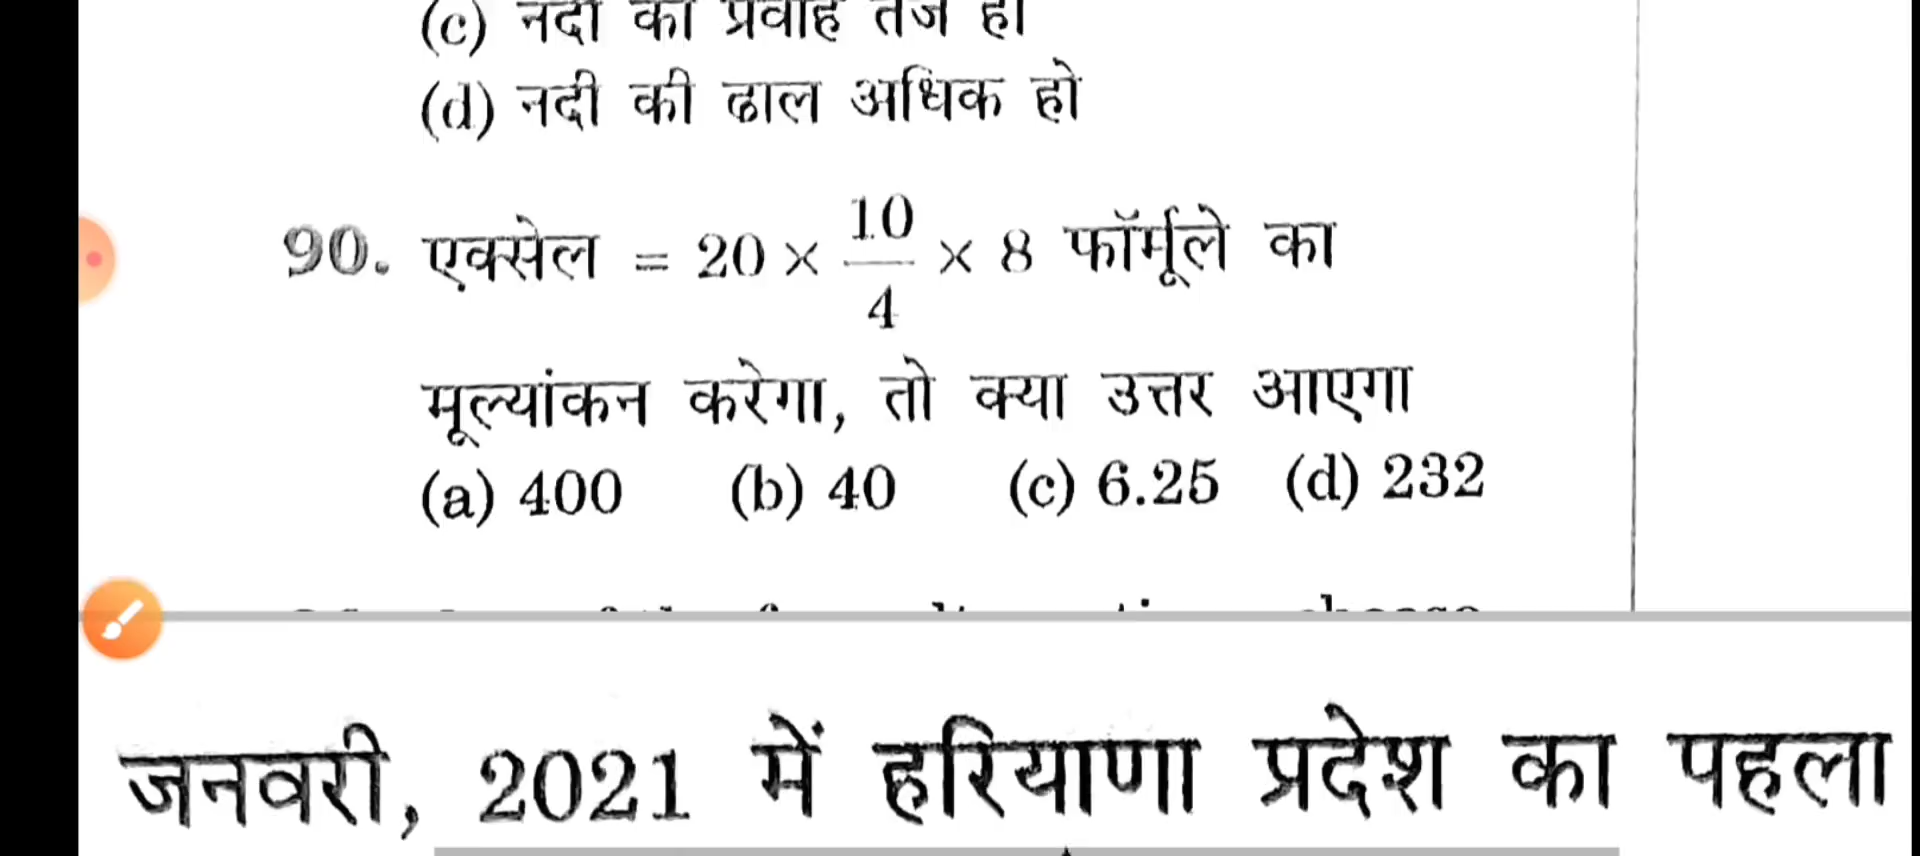 (c) नदी का प्रवाह तेज हो
(d) नदी की ढाल अधिक हो
90. एक्सेल = 20 × 10/4 × 8 फॉर्मूले का
मूल्यांकन करेगा, तो क्या उत्तर आएगा
(a) 400 (b) 40 (c) 6.25 (d) 232
जनवरी, 2021 में हरियाणा प्रदेश का पहला